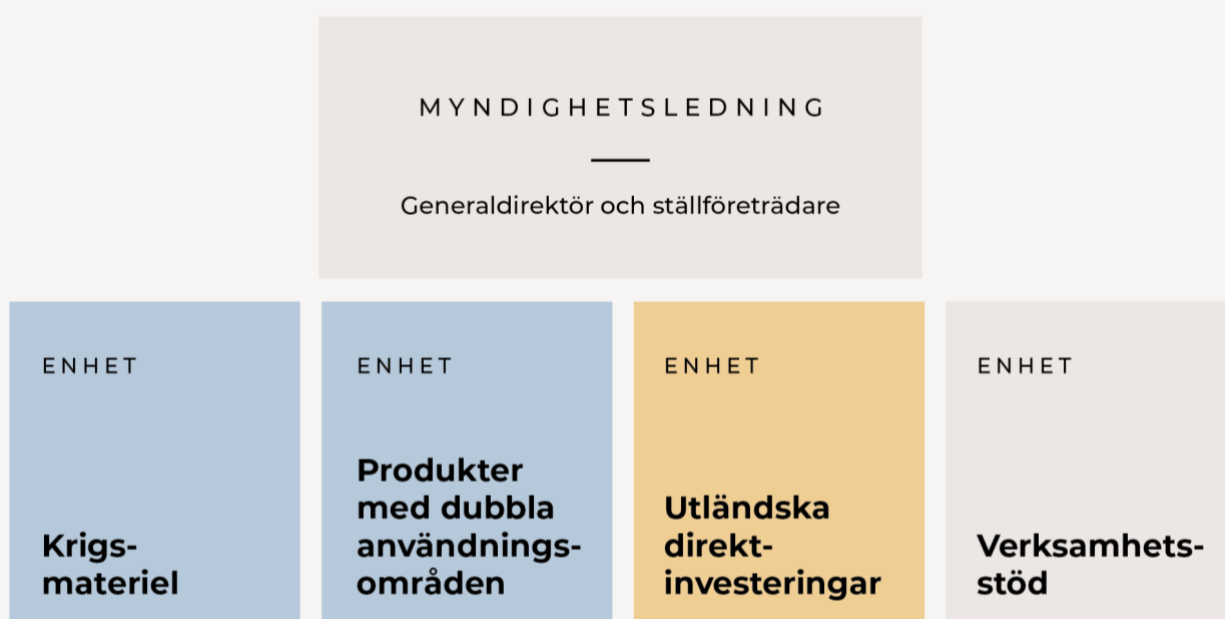 MYNDIGHETSLEDNING
Generaldirektör och ställföreträdare
ENHET
Krigs-
materiel
ENHET
Produkter
med dubbla
användnings-
områden
ENHET
Utländska
direkt-
investeringar
ENHET
Verksamhets-
stöd